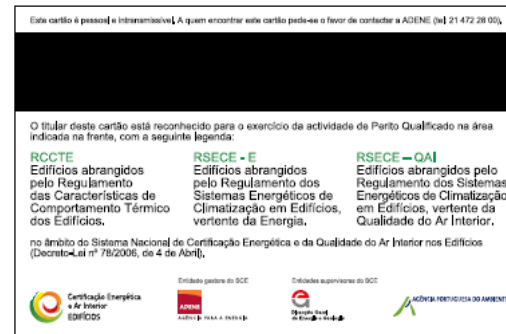 Este cartão é pessoal e intransmissível. A quem encontrar este cartão pede-se o favor de contactar a ADENE (tel 21 472 28 00).
O titular deste cartão está reconhecido para o exercício da actividade de Perito Qualificado na área
indicada na frente, com a seguinte legenda:
RCCTE
Edifícios abrangidos
pelo Regulamento
das Características de
Comportamento Térmico
dos Edifícios.
RSECE - E
Edifícios abrangidos
pelo Regulamento dos
Sistemas Energéticos de
Climatização em Edifícios,
vertente da Energia.
RSECE – QAI
Edifícios abrangidos pelo
Regulamento dos Sistemas
Energéticos de Climatização
em Edifícios, vertente da
Qualidade do Ar Interior.
no âmbito do Sistema Nacional de Certificação Energética e da Qualidade do Ar Interior nos Edifícios
(Decreto-Lei nº 78/2006, de 4 de Abril).
Certificação Energética
e Ar Interior
EDIFÍCIOS
Entidade gestora do SCE
ADENE
AGÊNCIA PARA A ENERGIA
Entidades supervisoras do SCE
Direcção Geral
de Energia e Geologia
AGÊNCIA PORTUGUESA DO AMBIENTE